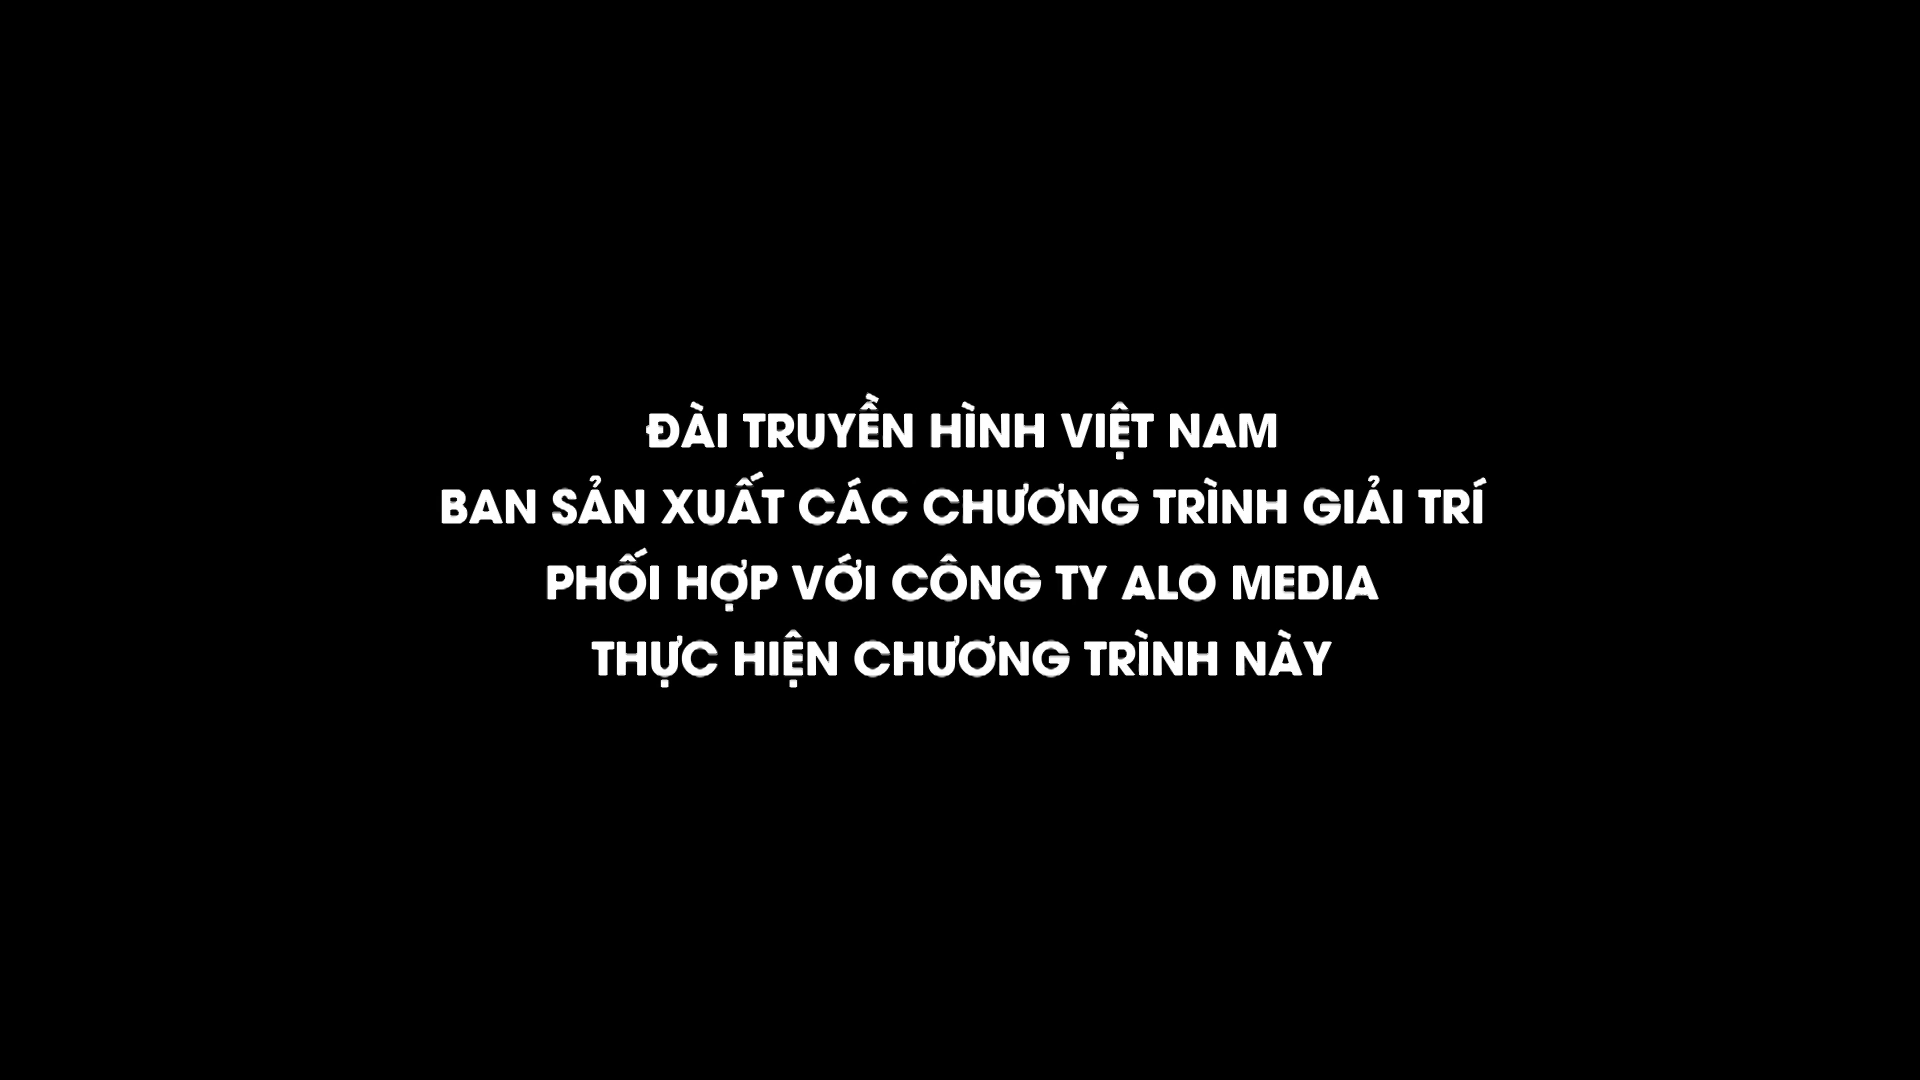 ĐÀI TRUYỀN HÌNH VIỆT NAM
BAN SẢN XUẤT CÁC CHƯƠNG TRÌNH GIẢI TRÍ
PHỐI HỢP VỚI CÔNG TY ALO MEDIA
THỰC HIỆN CHƯƠNG TRÌNH NÀY